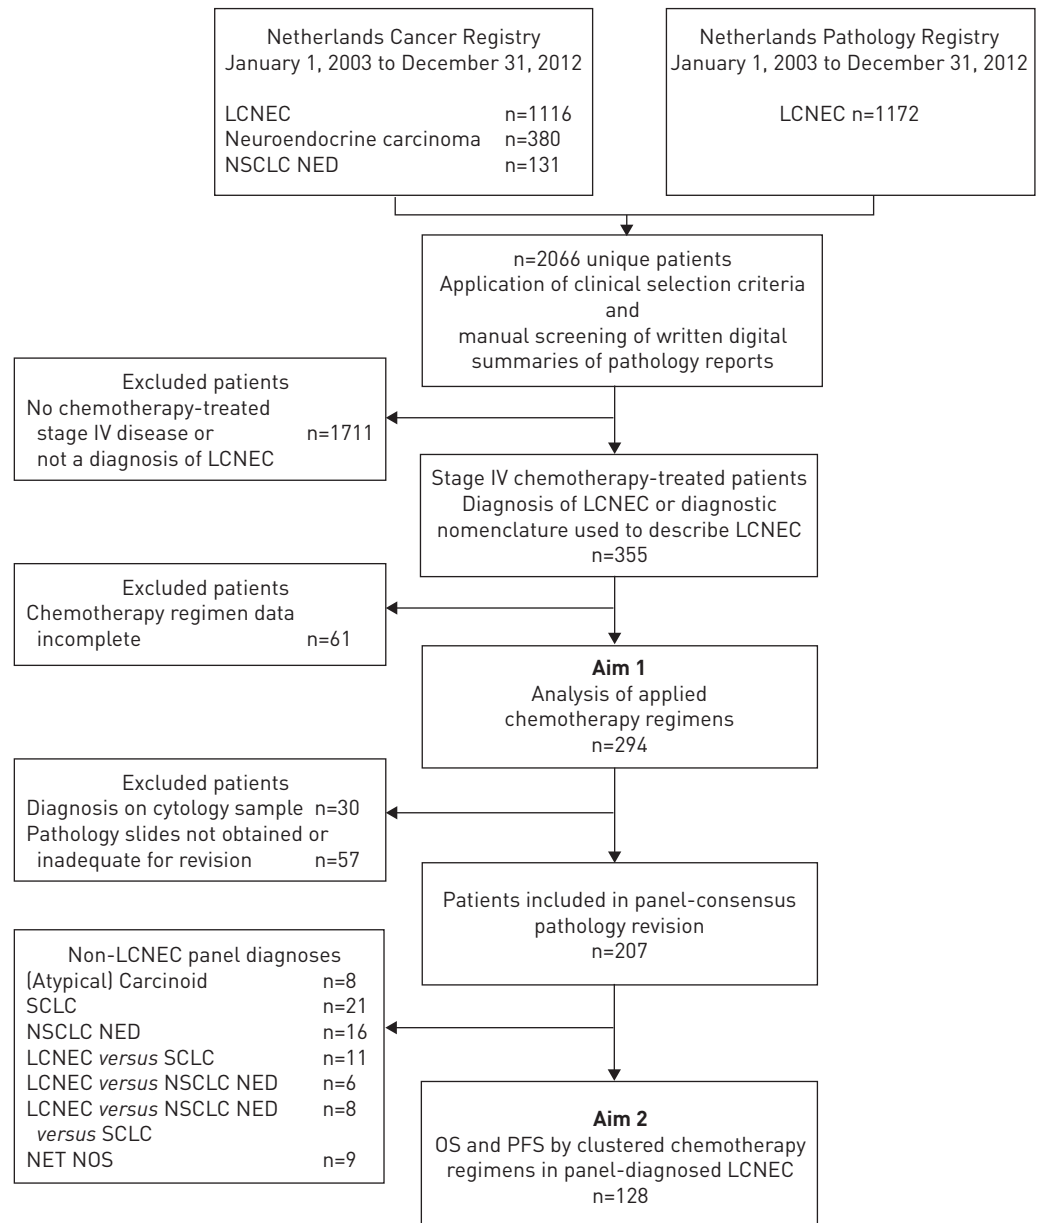 Netherlands Cancer Registry
January 1, 2003 to December 31, 2012
LCNEC n=1116
Neuroendocrine carcinoma n=380
NSCLC NED n=131
Netherlands Pathology Registry
January 1, 2003 to December 31, 2012
LCNEC n=1172
n=2066 unique patients
Application of clinical selection criteria
and
manual screening of written digital
summaries of pathology reports
Excluded patients
No chemotherapy-treated
stage IV disease or n=1711
not a diagnosis of LCNEC
Stage IV chemotherapy-treated patients
Diagnosis of LCNEC or diagnostic
nomenclature used to describe LCNEC
n=355
Excluded patients
Chemotherapy regimen data
incomplete n=61
Aim 1
Analysis of applied
chemotherapy regimens
n=294
Excluded patients
Diagnosis on cytology sample n=30
Pathology slides not obtained or
inadequate for revision n=57
Patients included in panel-consensus
pathology revision
n=207
Non-LCNEC panel diagnoses
(Atypical) Carcinoid n=8
SCLC n=21
NSCLC NED n=16
LCNEC versus SCLC n=11
LCNEC versus NSCLC NED n=6
LCNEC versus NSCLC NED n=8
versus SCLC
NET NOS n=9
Aim 2
OS and PFS by clustered chemotherapy
regimens in panel-diagnosed LCNEC
n=128